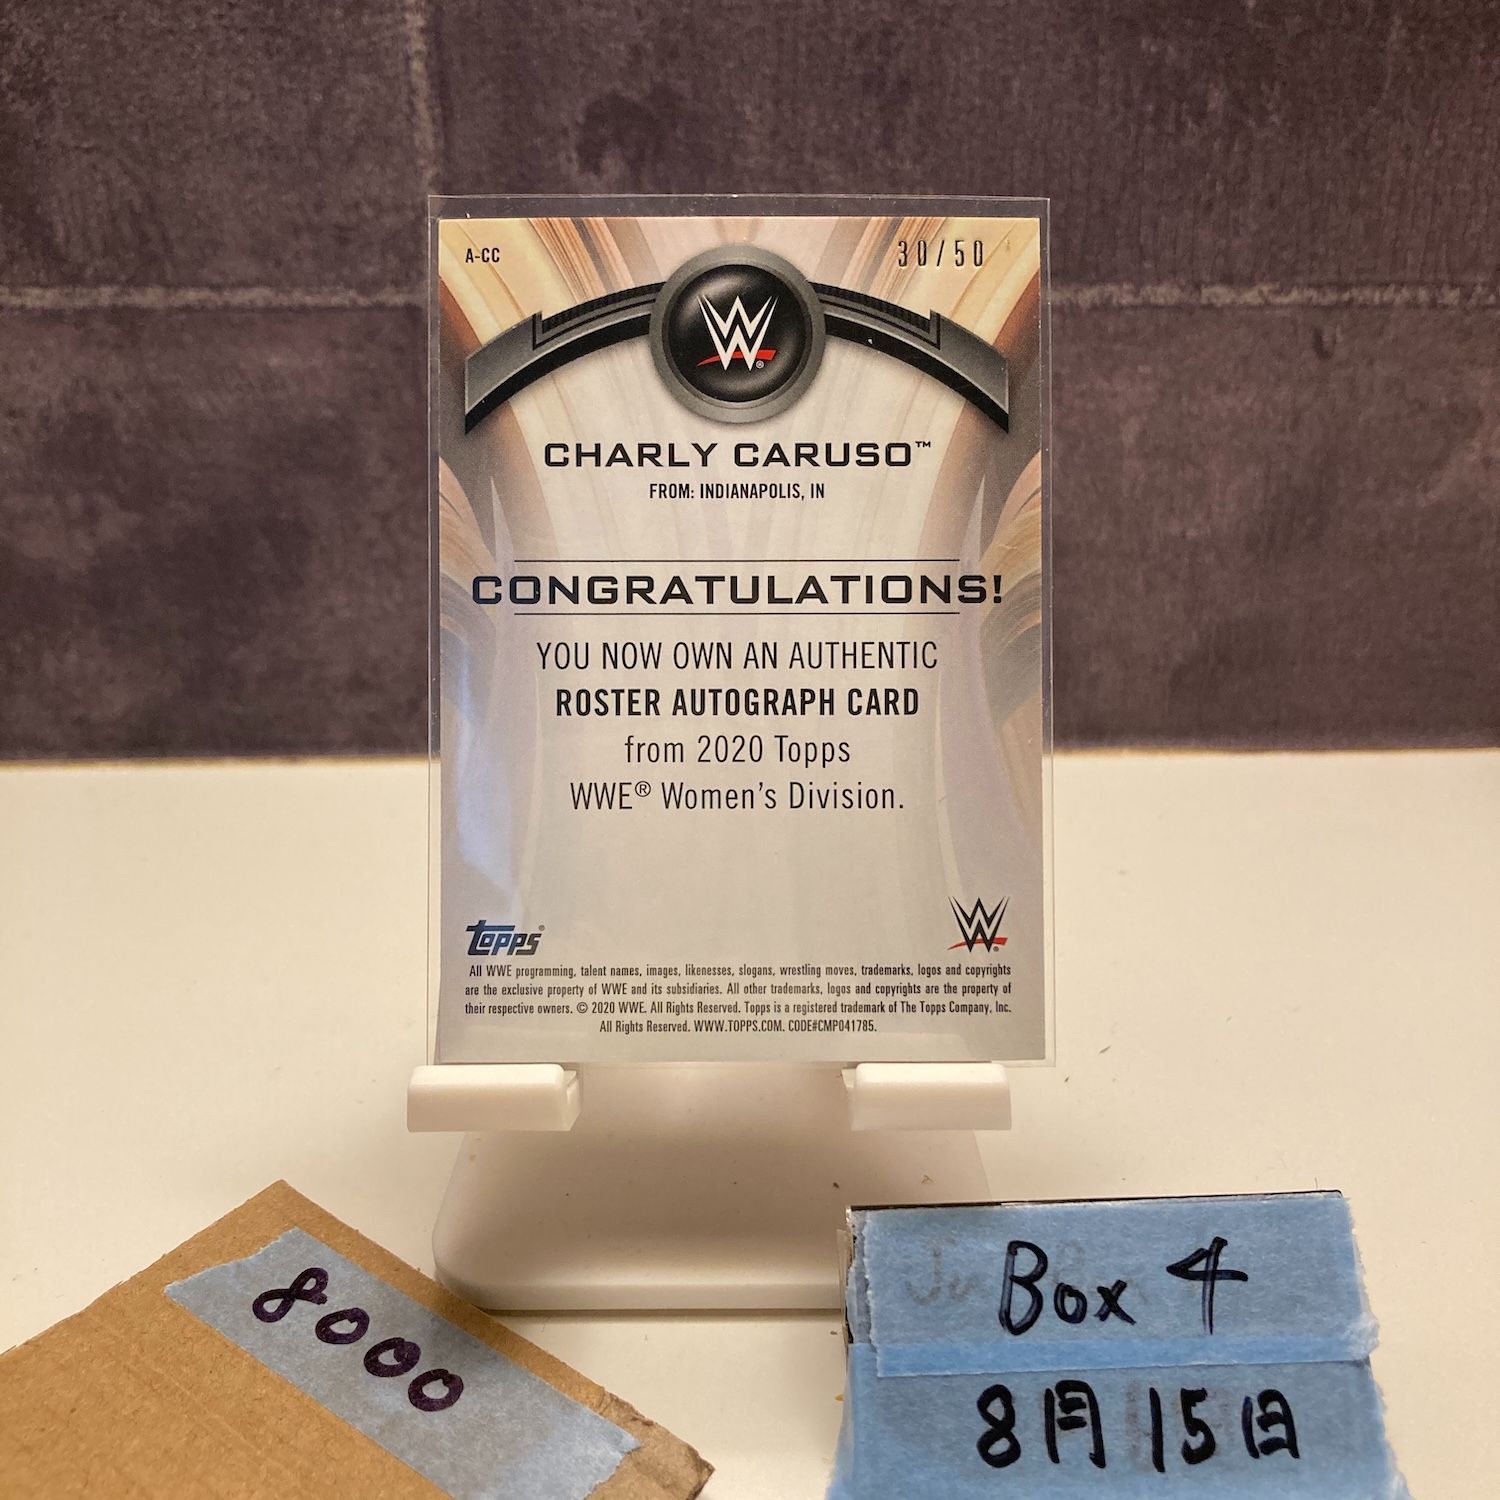 A-CC
30/50
W
CHARLY CARUSO™
FROM: INDIANAPOLIS, IN
CONGRATULATIONS!
YOU NOW OWN AN AUTHENTIC
ROSTER AUTOGRAPH CARD
from 2020 Topps
WWE® Women's Division.
topps®
W
All WWE programming, talent names, images, likenesses, slogans, wrestling moves, trademarks, logos and copyrights
are the exclusive property of WWE and its subsidiaries. All other trademarks, logos and copyrights are the property of
their respective owners. © 2020 WWE. All Rights Reserved. Topps is a registered trademark of The Topps Company, Inc.
All Rights Reserved. WWW.TOPPS.COM. CODE#CMP041785.
8000
Box 4
8月15日